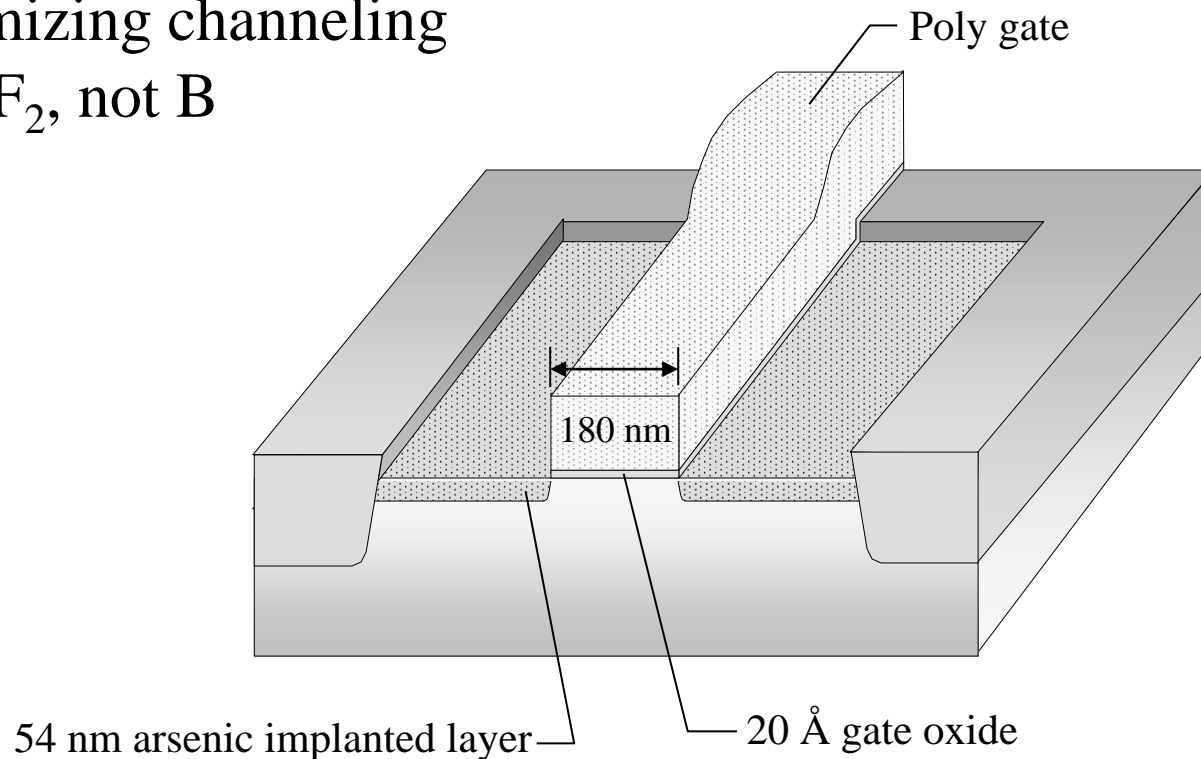 mizing channeling
F₂, not B
Poly gate
180 nm
54 nm arsenic implanted layer
20 Å gate oxide